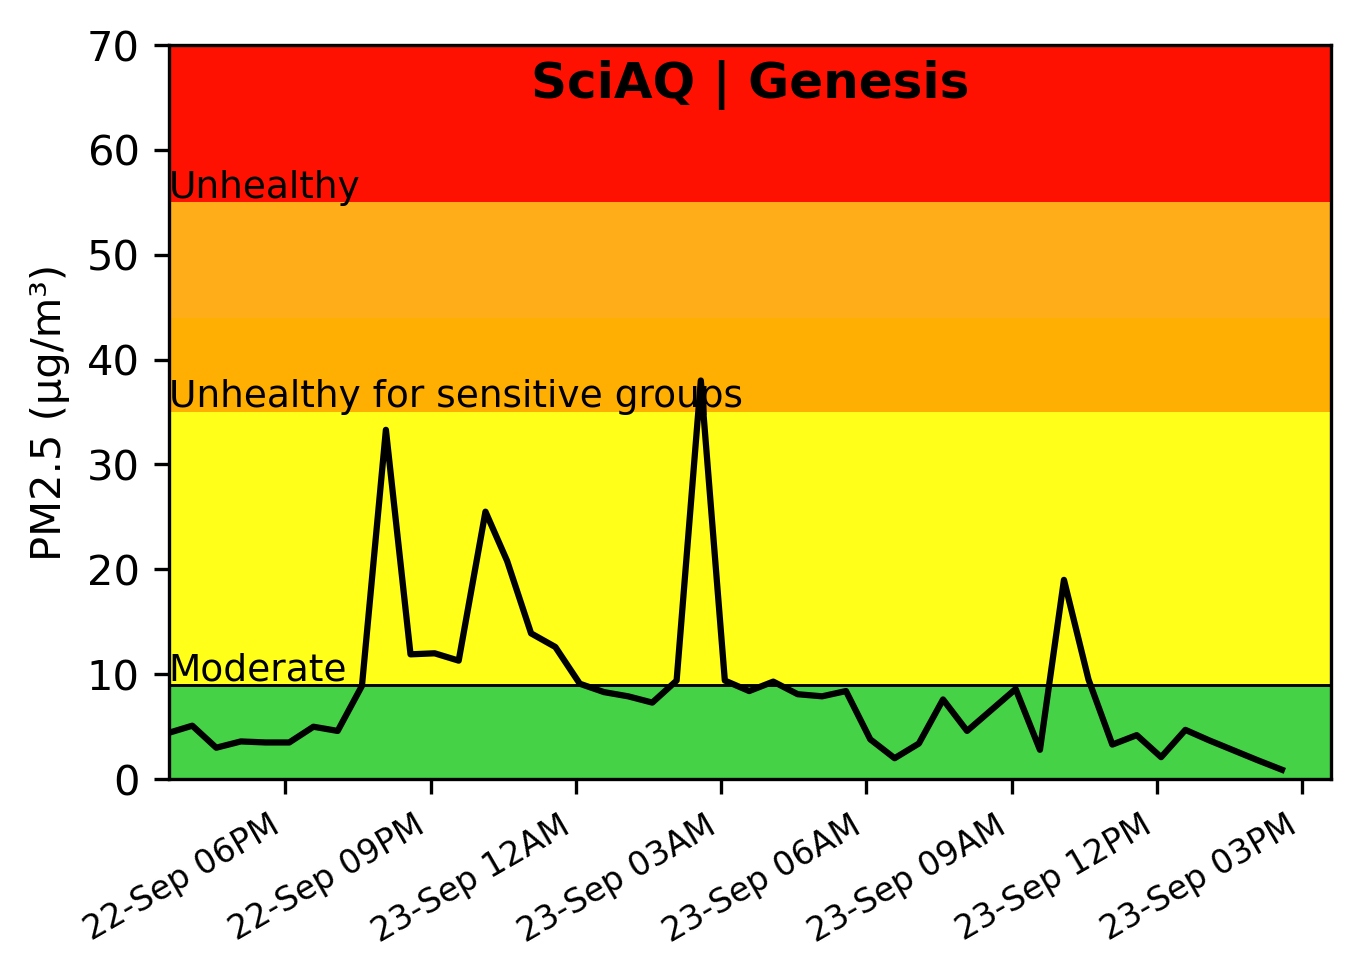 SciAQ | Genesis
70
60
50
40
30
20
10
0
PM2.5 (µg/m³)
Unhealthy
Unhealthy for sensitive groups
Moderate
22-Sep 06PM
22-Sep 09PM
23-Sep 12AM
23-Sep 03AM
23-Sep 06AM
23-Sep 09AM
23-Sep 12PM
23-Sep 03PM